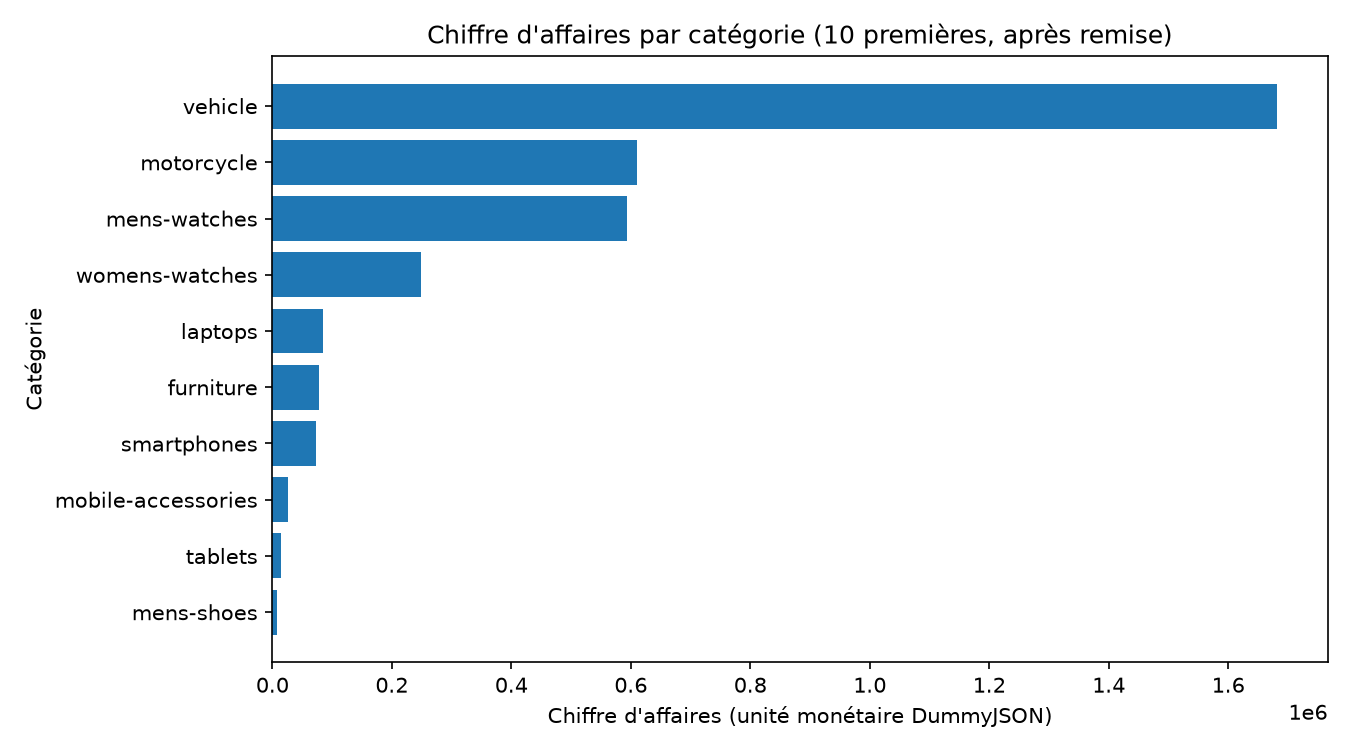 Chiffre d'affaires par catégorie (10 premières, après remise)
Catégorie
vehicle
motorcycle
mens-watches
womens-watches
laptops
furniture
smartphones
mobile-accessories
tablets
mens-shoes
0.0 0.2 0.4 0.6 0.8 1.0 1.2 1.4 1.6
1e6
Chiffre d'affaires (unité monétaire DummyJSON)